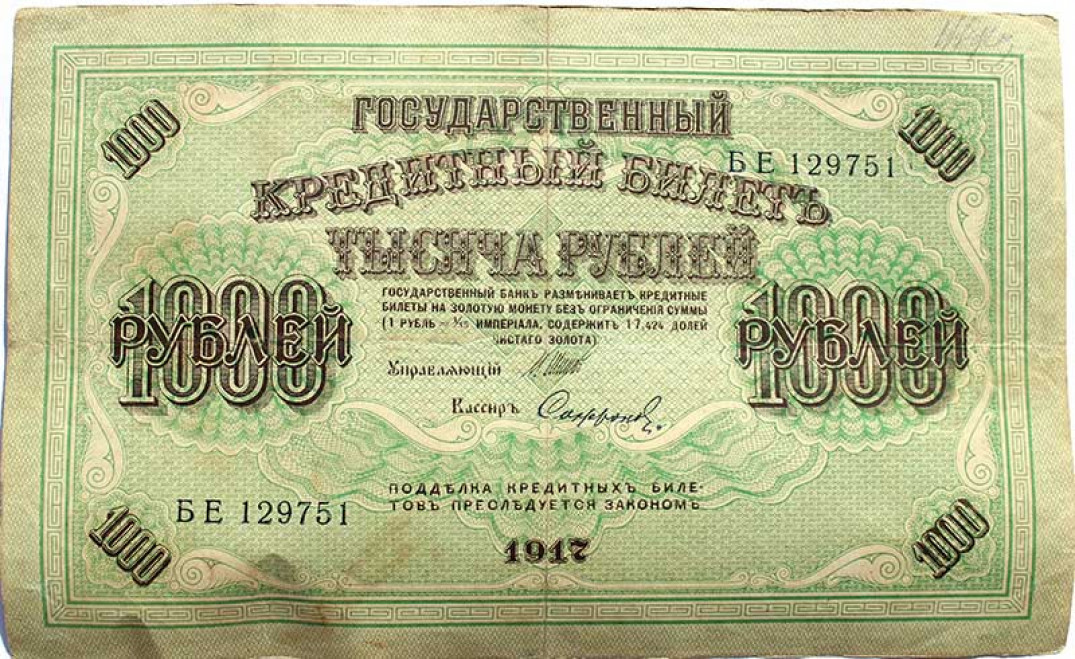 1000
1000
ГОСУДАРСТВЕННЫЙ
БЕ 129751
КРЕДИТНЫЙ БИЛЕТЪ
ТЫСЯЧА РУБЛЕЙ
ГОСУДАРСТВЕННЫЙ БАНКЪ РАЗМѢНИВАЕТЪ КРЕДИТНЫЕ
БИЛЕТЫ НА ЗОЛОТУЮ МОНЕТУ БЕЗЪ ОГРАНИЧЕНІЯ СУММЫ
(1 РУБЛЬ = 1/15 ИМПЕРІАЛА, СОДЕРЖИТЪ 17,424 ДОЛЕЙ
ЧИСТАГО ЗОЛОТА)
1000
РУБЛЕЙ
1000
РУБЛЕЙ
Управляющій
Кассиръ
БЕ 129751
ПОДДѢЛКА КРЕДИТНЫХЪ БИЛЕ-
ТОВЪ ПРЕСЛѢДУЕТСЯ ЗАКОНОМЪ
1917
1000
1000